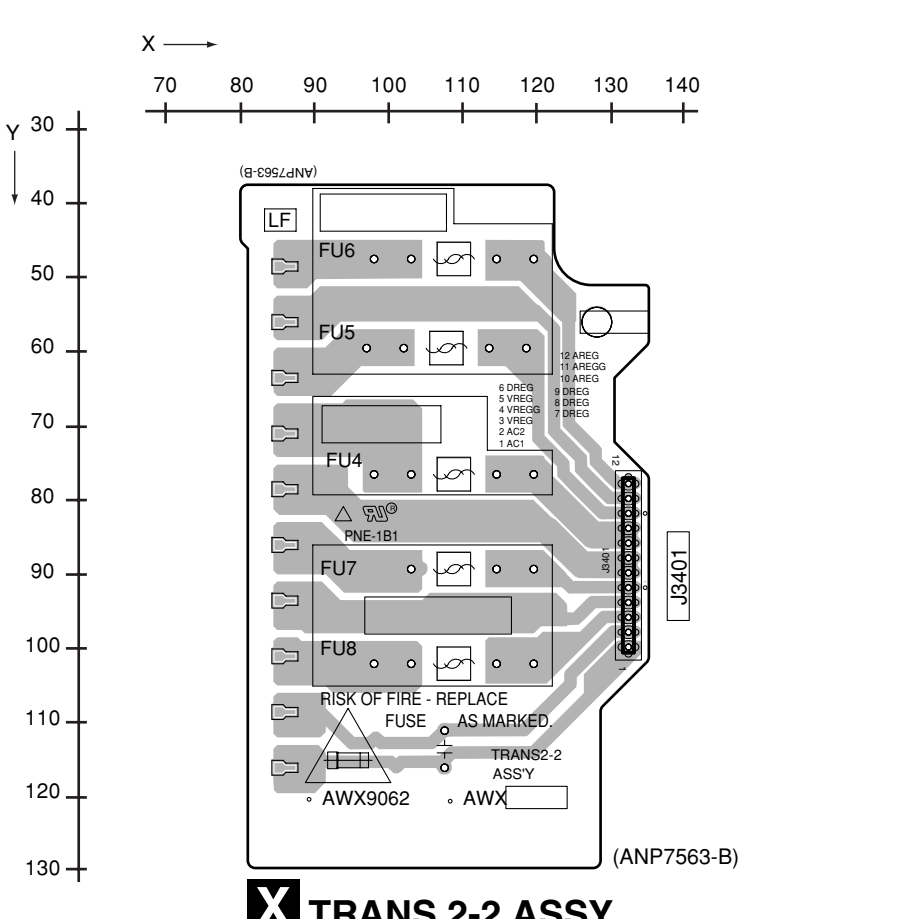 X
70 80 90 100 110 120 130 140
Y
30
40
50
60
70
80
90
100
110
120
130
(ANP7563-B)
LF
FU6
FU5
12 AREG
11 AREGG
10 AREG
9 DREG
8 DREG
7 DREG
6 DREG
5 VREG
4 VREGG
3 VREG
2 AC2
1 AC1
FU4
12
PNE-1B1
J3401
J3401
FU7
FU8
1
RISK OF FIRE - REPLACE
FUSE AS MARKED.
TRANS2-2
ASS'Y
AWX9062
AWX
(ANP7563-B)
X TRANS 2-2 ASSY